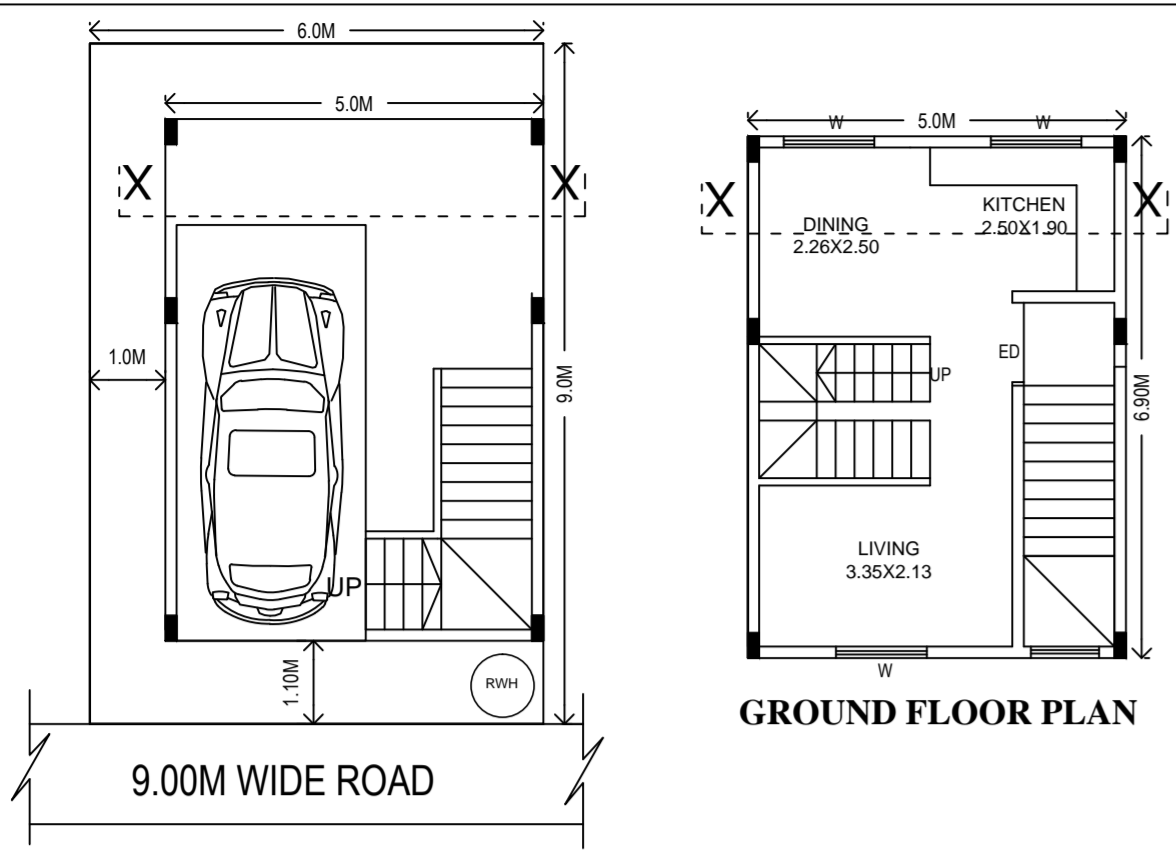 6.0M
5.0M
X X
1.0M
9.0M
UP
1.10M
RWH
9.00M WIDE ROAD
5.0M
W W
X X
KITCHEN
2.50X1.90
DINING
2.26X2.50
ED
UP
6.90M
LIVING
3.35X2.13
W
GROUND FLOOR PLAN